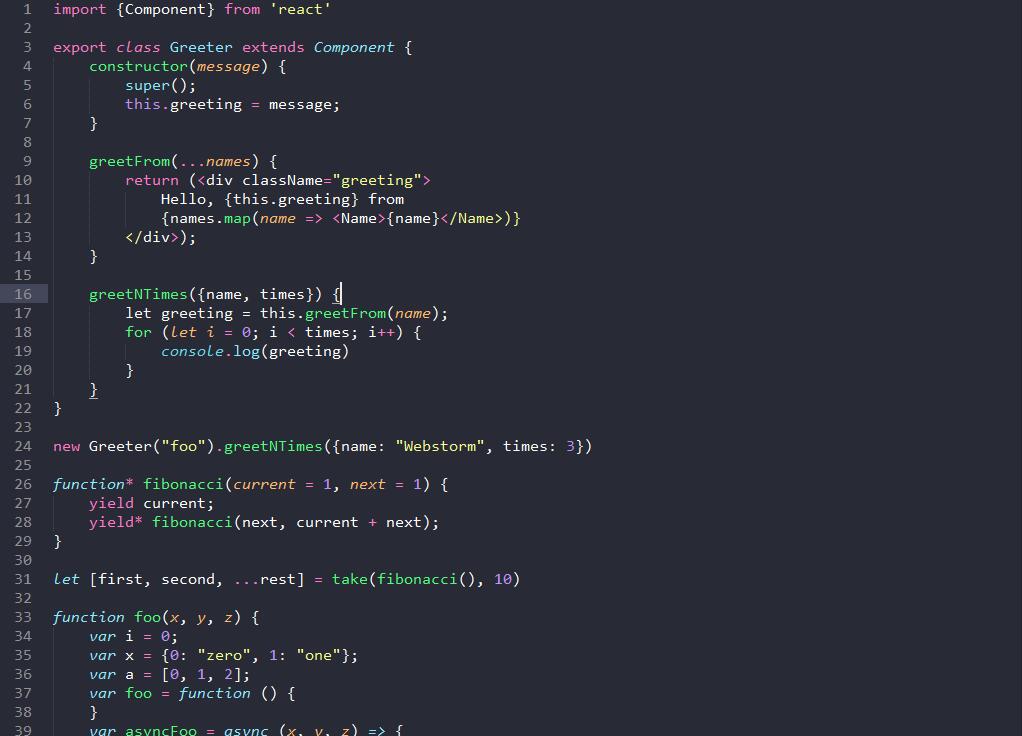 1 import {Component} from 'react'
2
3 export class Greeter extends Component {
4     constructor(message) {
5         super();
6         this.greeting = message;
7     }
8
9     greetFrom(...names) {
10         return (<div className="greeting">
11             Hello, {this.greeting} from
12             {names.map(name => <Name>{name}</Name>)}
13         </div>);
14     }
15
16     greetNTimes({name, times}) {
17         let greeting = this.greetFrom(name);
18         for (let i = 0; i < times; i++) {
19             console.log(greeting)
20         }
21     }
22 }
23
24 new Greeter("foo").greetNTimes({name: "Webstorm", times: 3})
25
26 function* fibonacci(current = 1, next = 1) {
27     yield current;
28     yield* fibonacci(next, current + next);
29 }
30
31 let [first, second, ...rest] = take(fibonacci(), 10)
32
33 function foo(x, y, z) {
34     var i = 0;
35     var x = {0: "zero", 1: "one"};
36     var a = [0, 1, 2];
37     var foo = function () {
38     }
39     var asyncFoo = async (x, y, z) => {